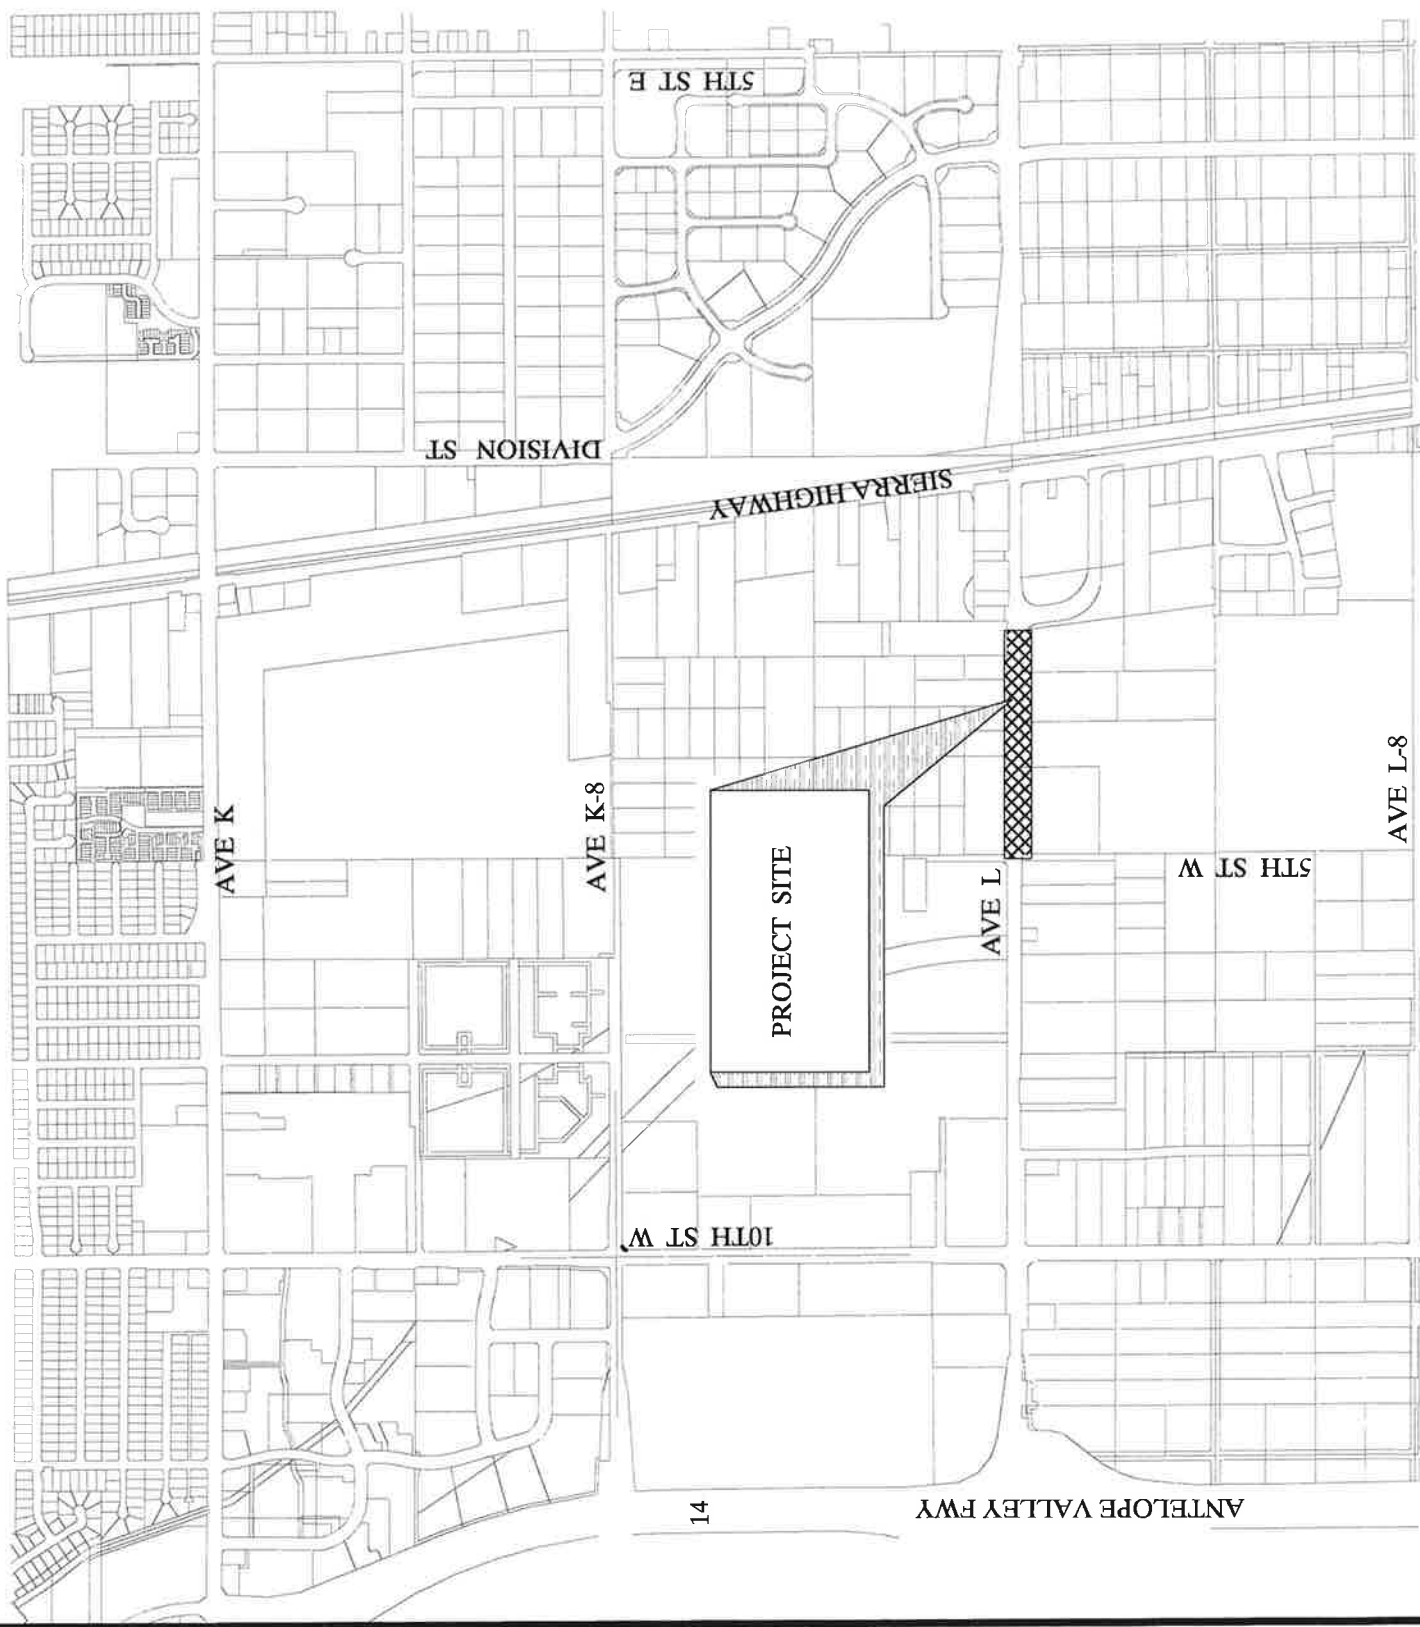 5TH ST E
DIVISION ST
SIERRA HIGHWAY
AVE K
AVE K-8
PROJECT SITE
AVE L
5TH ST W
AVE L-8
10TH ST W
14
ANTELOPE VALLEY FWY